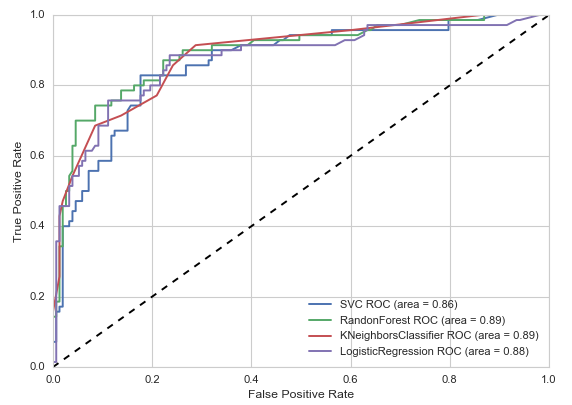 1.0
0.8
0.6
0.4
0.2
0.0
True Positive Rate
SVC ROC (area = 0.86)
RandonForest ROC (area = 0.89)
KNeighborsClassifier ROC (area = 0.89)
LogisticRegression ROC (area = 0.88)
0.0 0.2 0.4 0.6 0.8 1.0
False Positive Rate